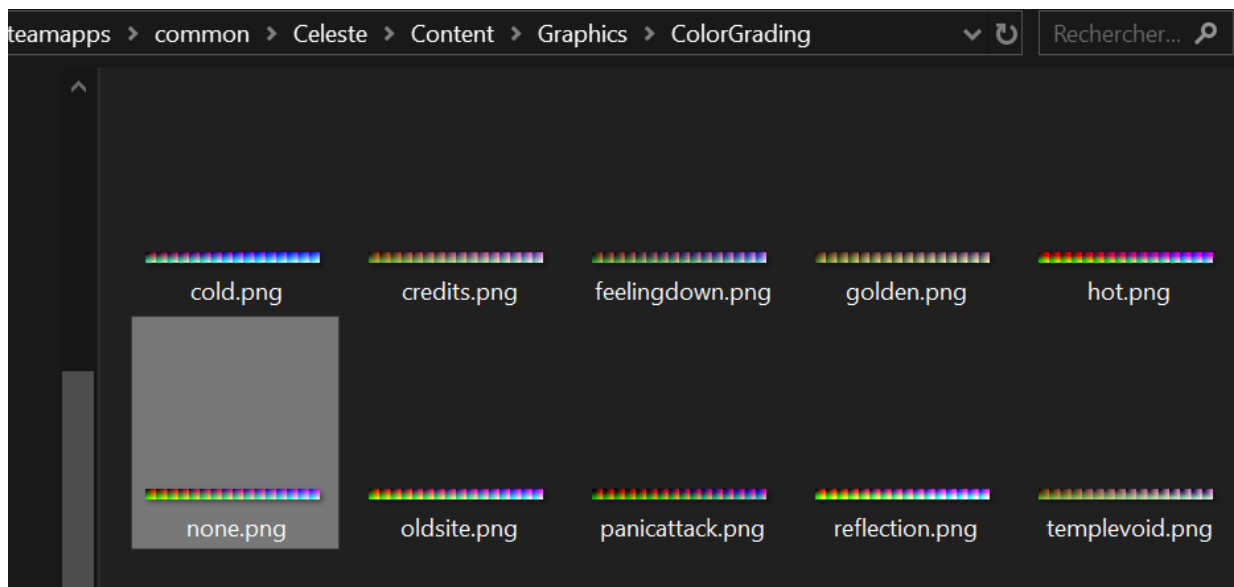 teamapps > common > Celeste > Content > Graphics > ColorGrading
Rechercher...
cold.png credits.png feelingdown.png golden.png hot.png
none.png oldsite.png panicattack.png reflection.png templevoid.png